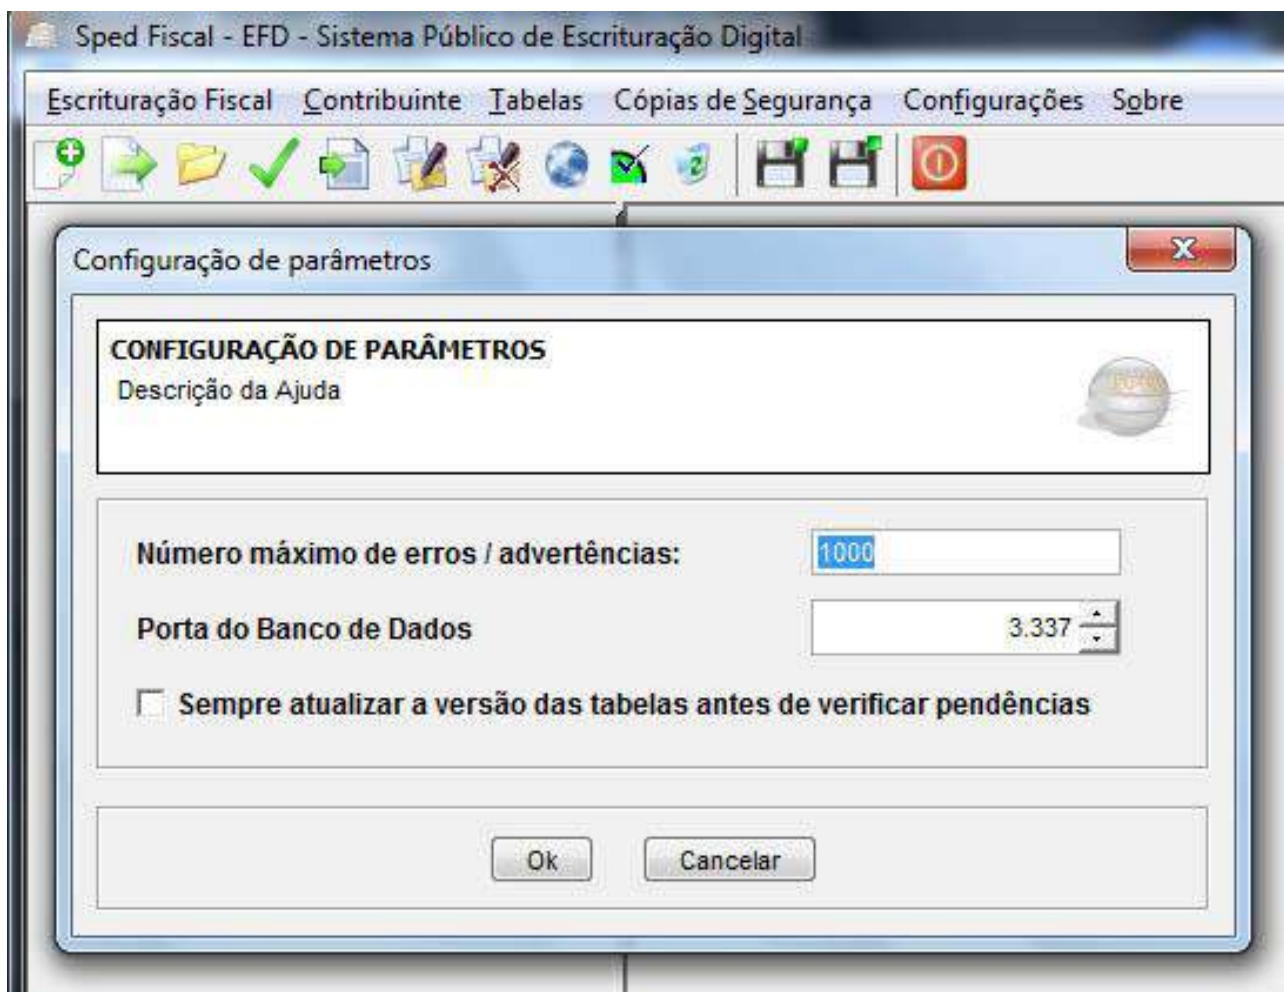 Sped Fiscal - EFD - Sistema Público de Escrituração Digital
Escrituração Fiscal Contribuinte Tabelas Cópias de Segurança Configurações Sobre
Configuração de parâmetros
CONFIGURAÇÃO DE PARÂMETROS
Descrição da Ajuda
Número máximo de erros / advertências: 1000
Porta do Banco de Dados 3.337
Sempre atualizar a versão das tabelas antes de verificar pendências
Ok Cancelar